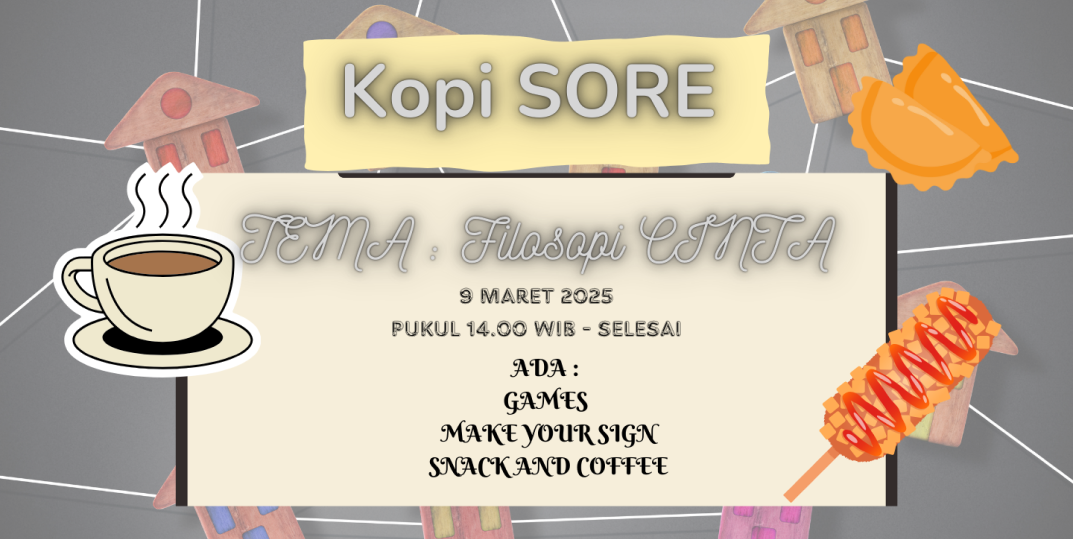 Kopi SORE
TEMA : Filosopi CINTA
9 MARET 2025
PUKUL 14.00 WIB - SELESAI
ADA :
GAMES
MAKE YOUR SIGN
SNACK AND COFFEE